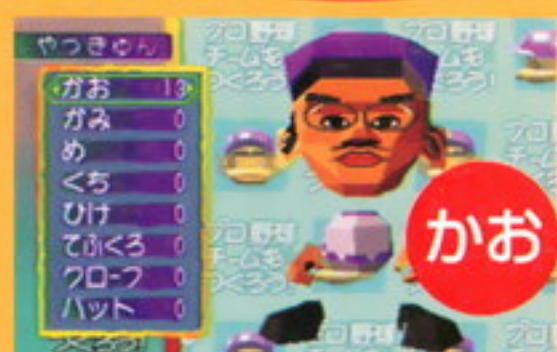 やつきゅん
かお 13
かみ 0
め 0
くち 0
ひげ 0
てぶくろ 0
グローブ 0
バット 0
かお
プロ野球
チームを
つくろう!